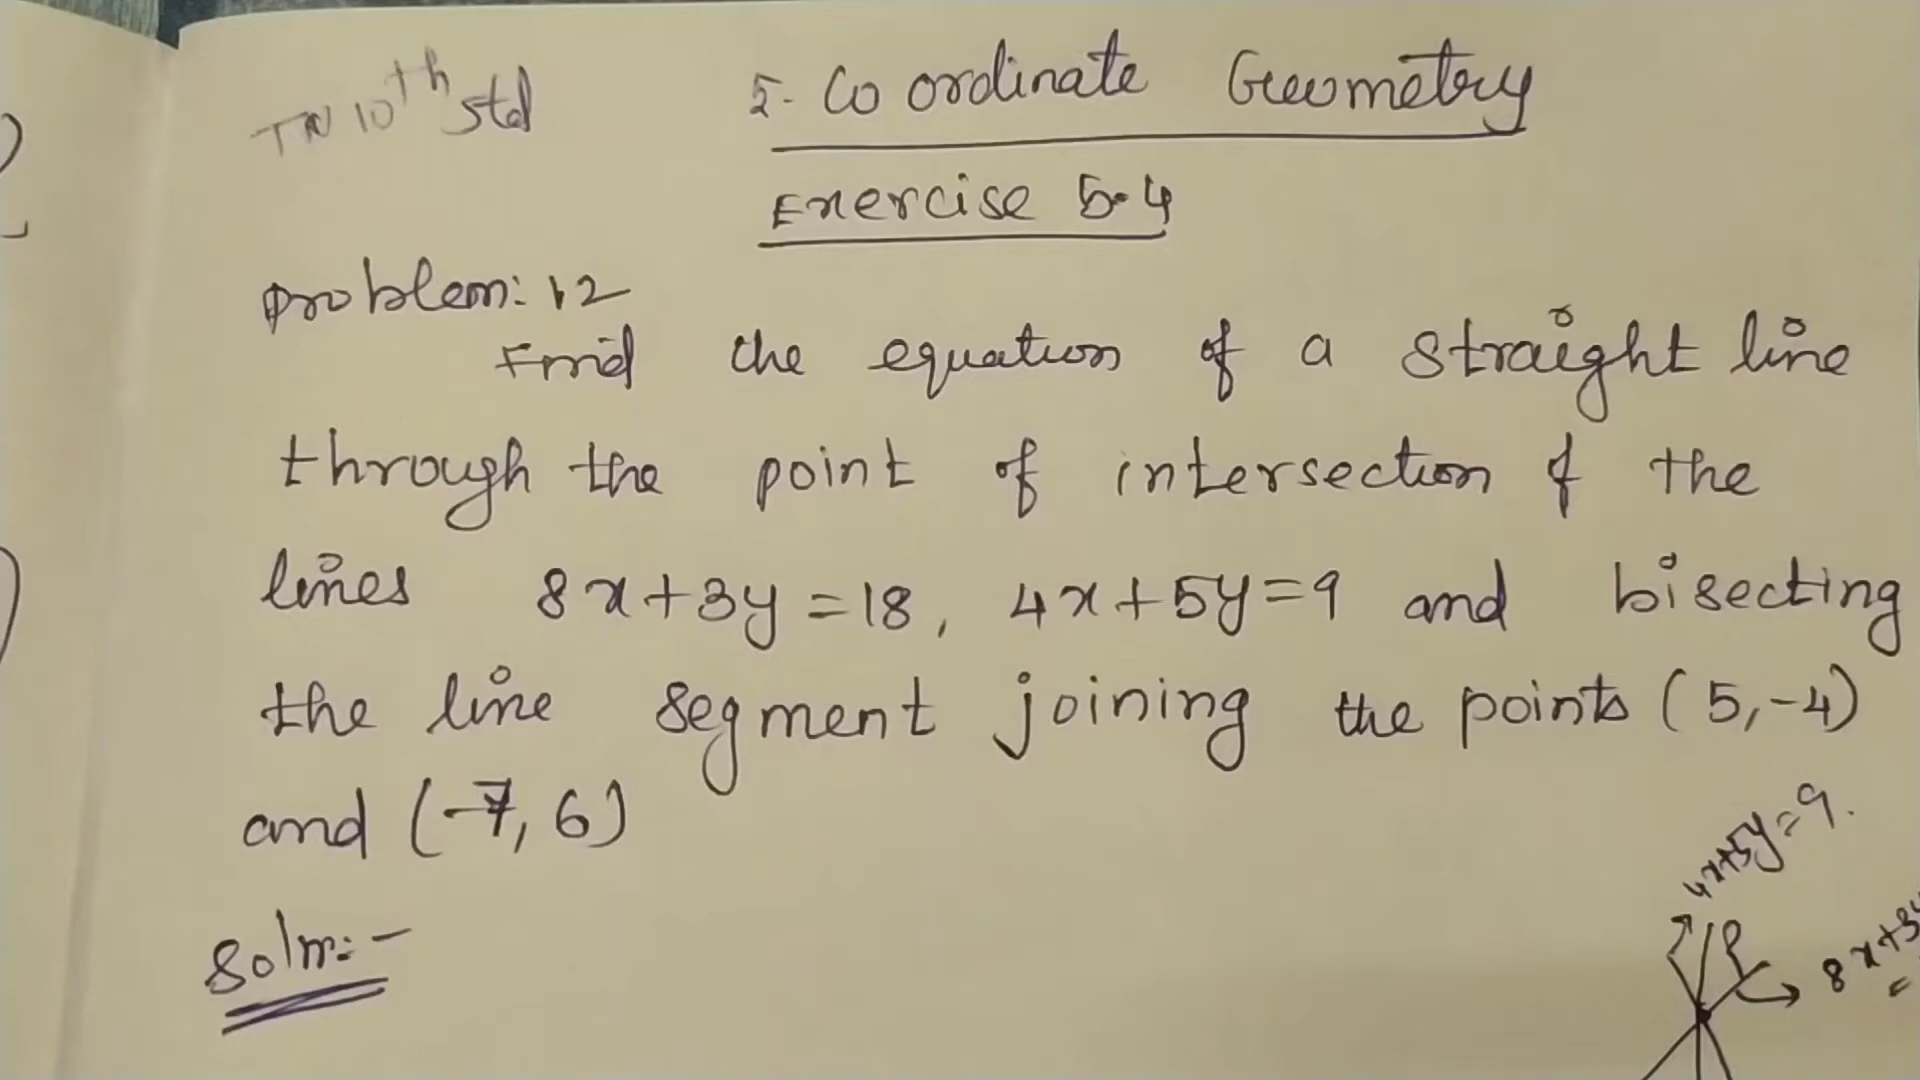 TN 10th std
5. Co ordinate Geometry
Exercise 5.4
Problem: 12
Find the equation of a straight line
through the point of intersection of the
lines 8x+3y=18, 4x+5y=9 and bisecting
the line segment joining the points (5,-4)
and (-7, 6)
Soln:-
4x+5y=9.
8x+3y
=